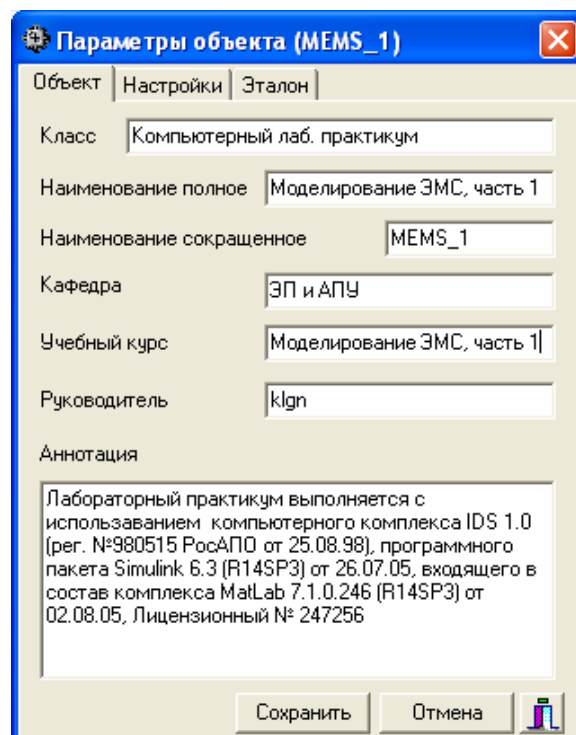 Параметры объекта (MEMS_1)
Объект Настройки Эталон
Класс Компьютерный лаб. практикум
Наименование полное Моделирование ЭМС, часть 1
Наименование сокращенное MEMS_1
Кафедра ЭП и АПУ
Учебный курс Моделирование ЭМС, часть 1
Руководитель klgn
Аннотация
Лабораторный практикум выполняется с
использаванием компьютерного комплекса IDS 1.0
(рег. №980515 РосАПО от 25.08.98), программного
пакета Simulink 6.3 (R14SP3) от 26.07.05, входящего в
состав комплекса MatLab 7.1.0.246 (R14SP3) от
02.08.05, Лицензионный № 247256
Сохранить Отмена